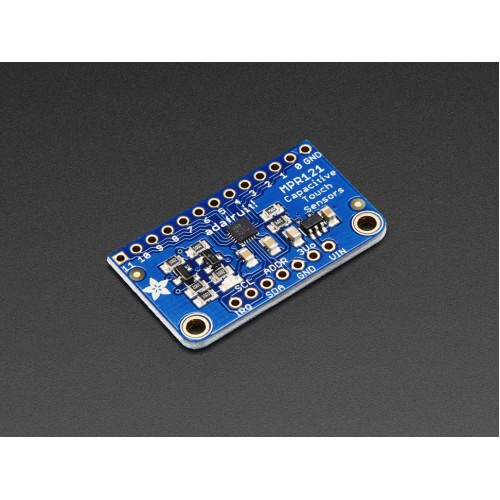 11 10 9 8 7 6 5 4 3 2 1 0 GND
adafruit!
MPR121
Capacitive
Touch
Sensors
IRQ
SCL
SDA
ADDR
GND
3Vo
VIN